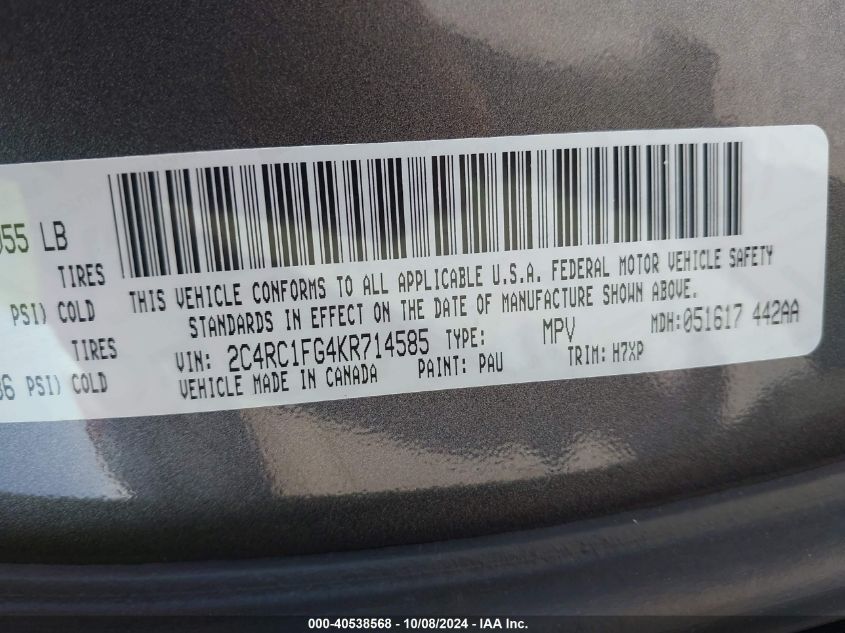 055 LB
TIRES
PSI) COLD
TIRES
36 PSI) COLD
THIS VEHICLE CONFORMS TO ALL APPLICABLE U.S.A. FEDERAL MOTOR VEHICLE SAFETY
STANDARDS IN EFFECT ON THE DATE OF MANUFACTURE SHOWN ABOVE.
VIN: 2C4RC1FG4KR714585 TYPE: MPV MDH:051617 442AA
VEHICLE MADE IN CANADA PAINT: PAU TRIM: H7XP
000-40538568 - 10/08/2024 - IAA Inc.